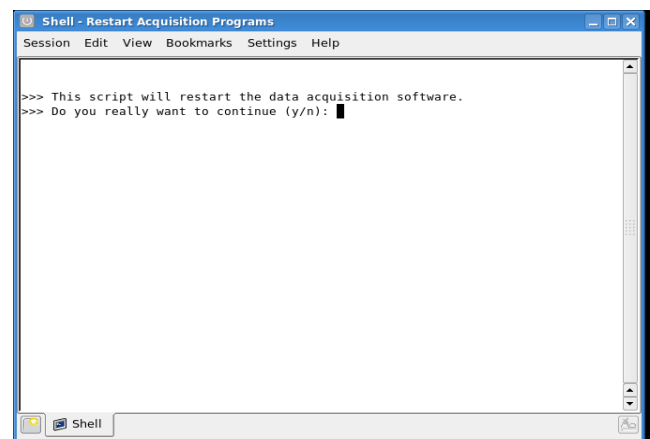 Shell - Restart Acquisition Programs
Session Edit View Bookmarks Settings Help
>>> This script will restart the data acquisition software.
>>> Do you really want to continue (y/n):
Shell